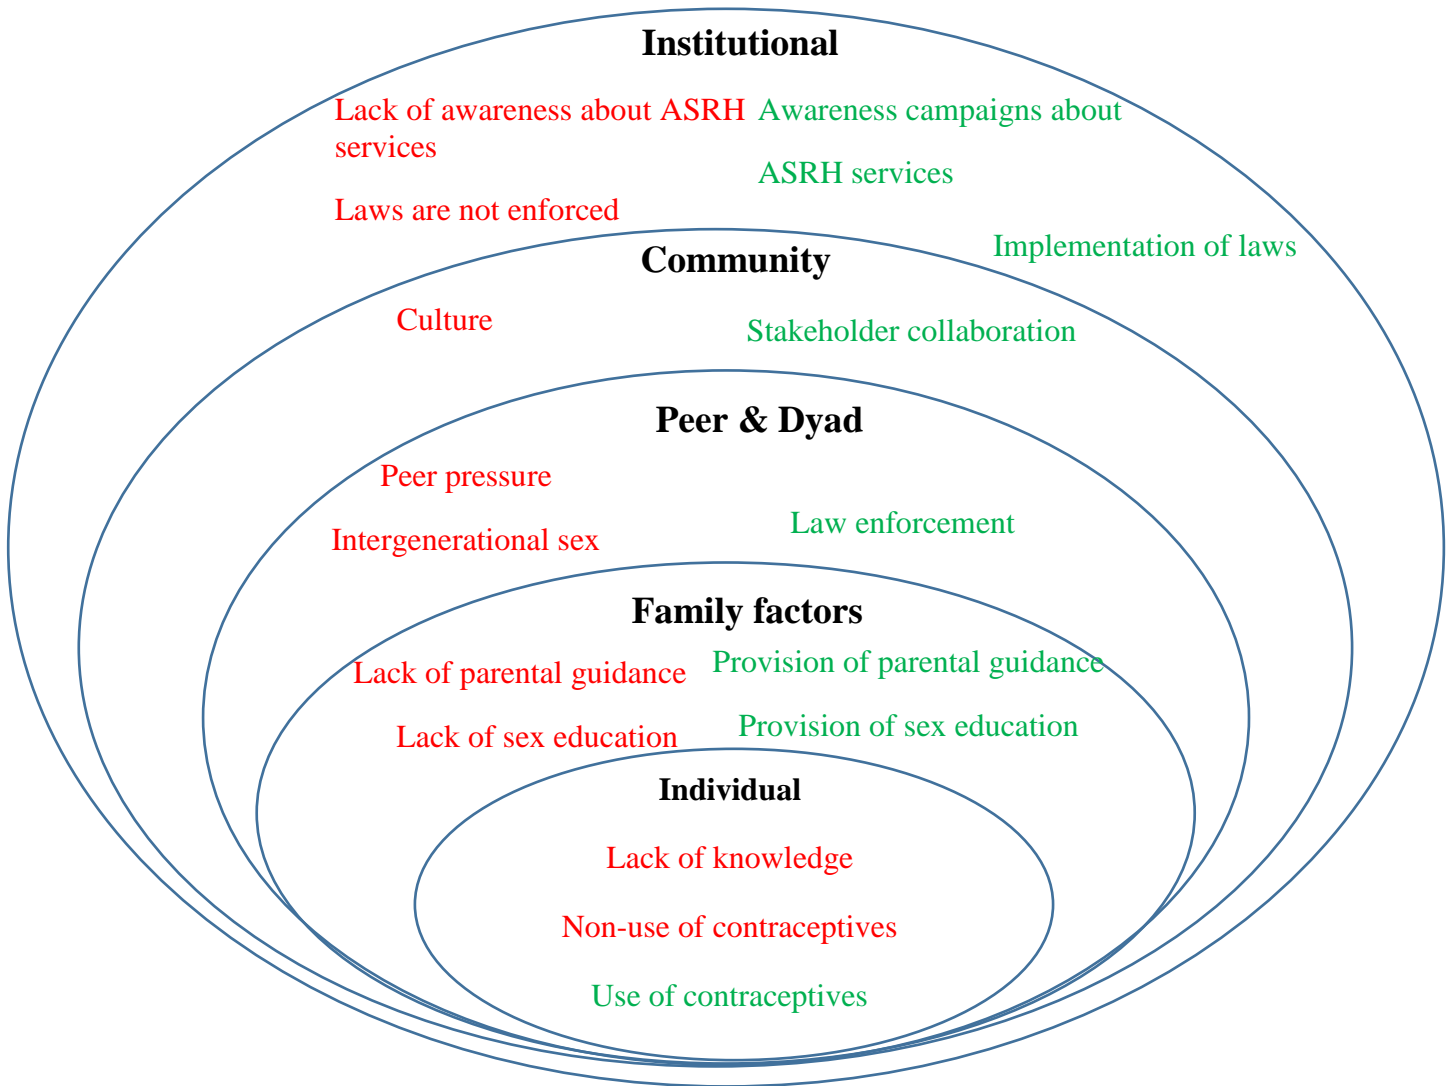 Institutional
Lack of awareness about ASRH
services
Laws are not enforced
Awareness campaigns about
ASRH services
Implementation of laws
Community
Culture
Stakeholder collaboration
Peer & Dyad
Peer pressure
Intergenerational sex
Law enforcement
Family factors
Lack of parental guidance
Lack of sex education
Provision of parental guidance
Provision of sex education
Individual
Lack of knowledge
Non-use of contraceptives
Use of contraceptives